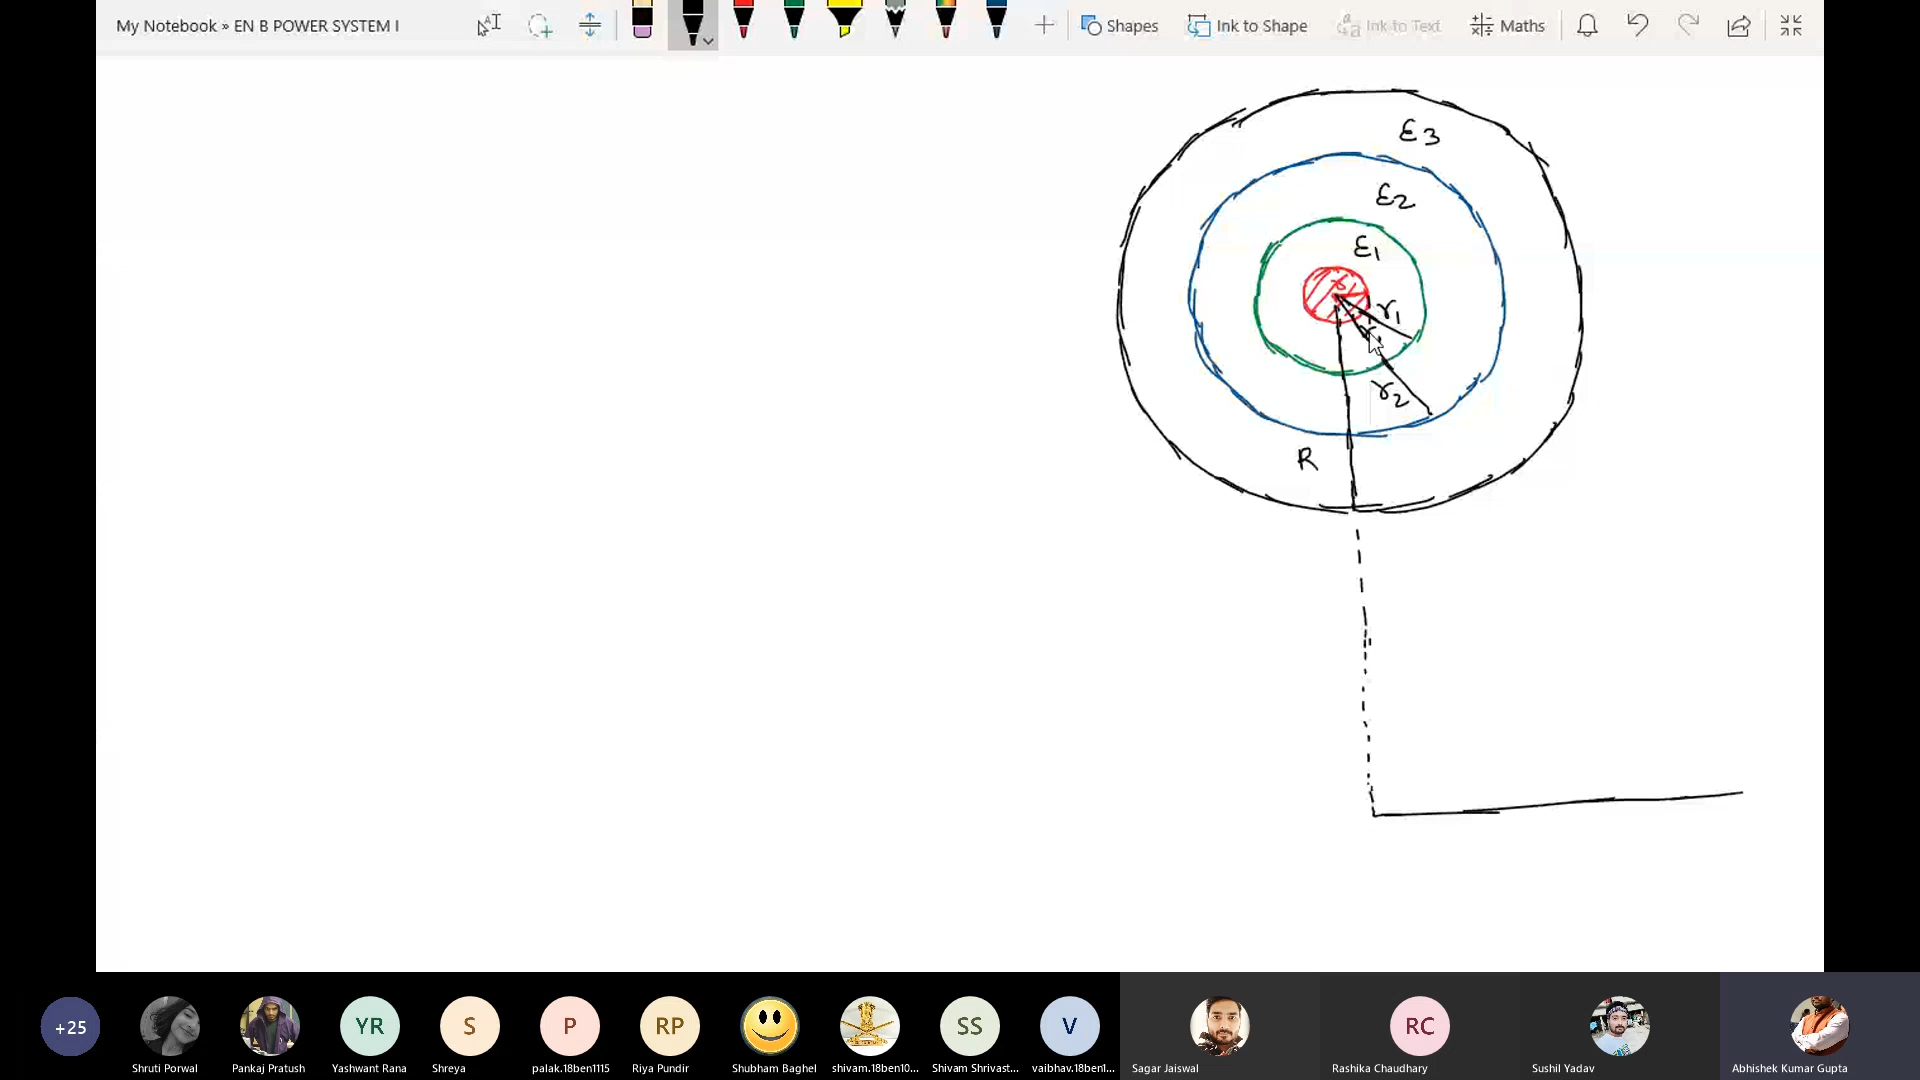 My Notebook » EN B POWER SYSTEM I
Shapes
Ink to Shape
Ink to Text
Maths
ε3
ε2
ε1
r1
r2
R
+25
YR
S
P
RP
SS
V
RC
Shruti Porwal
Pankaj Pratush
Yashwant Rana
Shreya
palak.18ben1115
Riya Pundir
Shubham Baghel
shivam.18ben10...
Shivam Shrivast...
vaibhav.18ben1...
Sagar Jaiswal
Rashika Chaudhary
Sushil Yadav
Abhishek Kumar Gupta